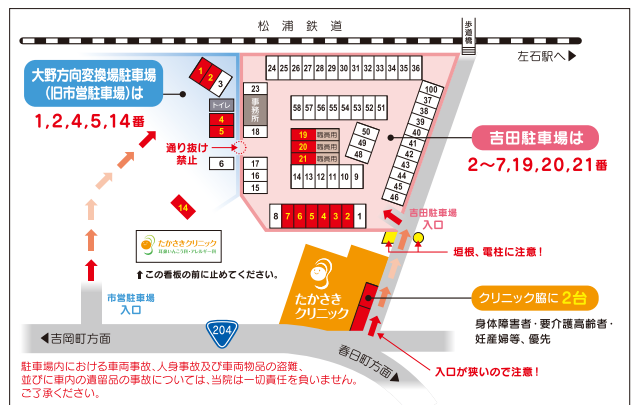 松浦鉄道
歩道橋
左石駅へ▶
大野方向変換場駐車場
(旧市営駐車場)は
1,2,4,5,14番
1
2
3
トイレ
4
5
6
通り抜け
禁止
14
24 25 26 27 28 29 30 31 32 33 34 35 36
23
事務所
18
17
16
15
58 57 56 55 54 53 52 51
19 職員用
20 職員用
21 職員用
50
49
48
14 13 12 11 10 9
8 7 6 5 4 3 2 1
100
37
38
39
40
41
42
43
44
45
46
吉田駐車場は
2〜7,19,20,21番
吉田駐車場
入口
垣根、電柱に注意!
たかさきクリニック
耳鼻いんこう科・アレルギー科
⬆この看板の前に止めてください。
たかさき
クリニック
クリニック脇に2台
身体障害者・要介護高齢者・
妊産婦等、優先
市営駐車場
入口
◀吉岡町方面
204
春日町方面▶
入口が狭いので注意!
駐車場内における車両事故、人身事故及び車両物品の盗難、
並びに車内の遺留品の事故については、当院は一切責任を負いません。
ご了承ください。